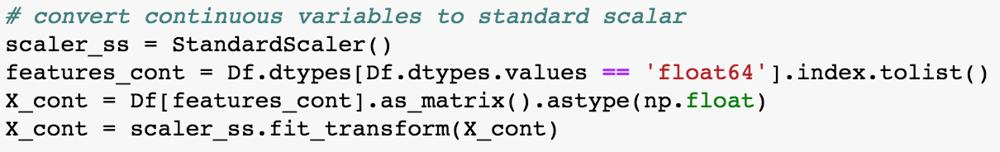 # convert continuous variables to standard scalar
scaler_ss = StandardScaler()
features_cont = Df.dtypes[Df.dtypes.values == 'float64'].index.tolist()
X_cont = Df[features_cont].as_matrix().astype(np.float)
X_cont = scaler_ss.fit_transform(X_cont)